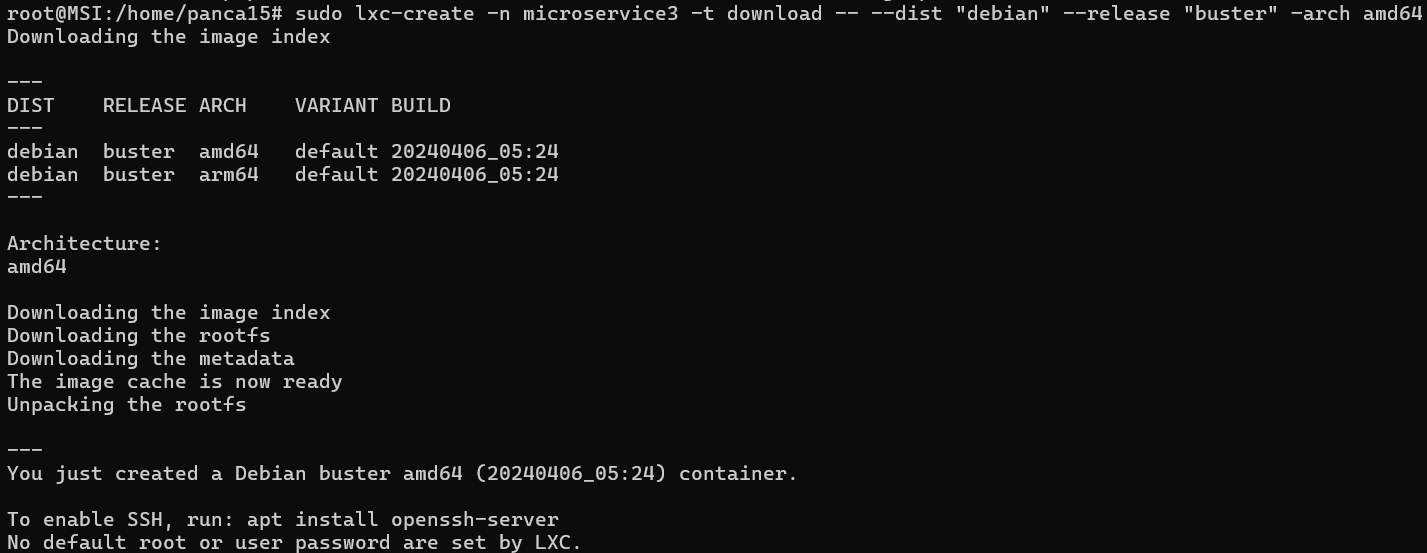 root@MSI:/home/panca15# sudo lxc-create -n microservice3 -t download -- --dist "debian" --release "buster" -arch amd64
Downloading the image index

---
DIST    RELEASE ARCH    VARIANT BUILD
---
debian  buster  amd64   default 20240406_05:24
debian  buster  arm64   default 20240406_05:24
---

Architecture:
amd64

Downloading the image index
Downloading the rootfs
Downloading the metadata
The image cache is now ready
Unpacking the rootfs

---
You just created a Debian buster amd64 (20240406_05:24) container.

To enable SSH, run: apt install openssh-server
No default root or user password are set by LXC.